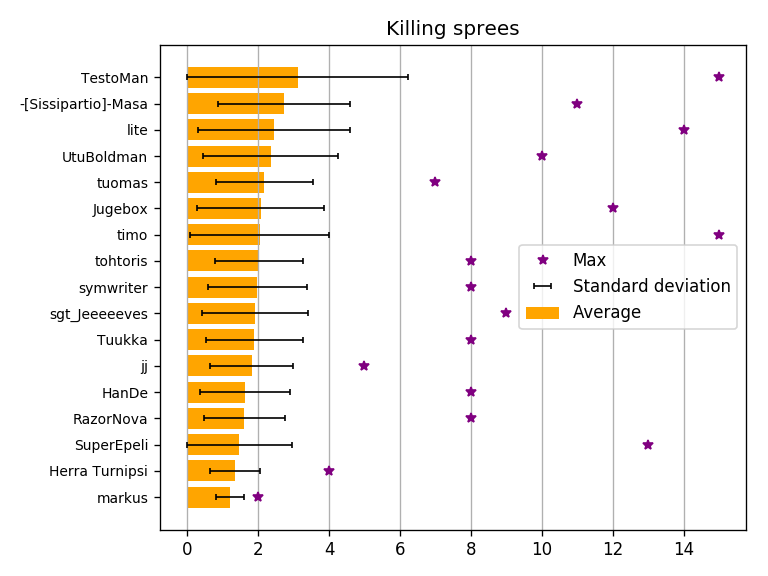 Killing sprees
TestoMan
-[Sissipartio]-Masa
lite
UtuBoldman
tuomas
Jugebox
timo
tohtoris
symwriter
sgt_Jeeeeeves
Tuukka
jj
HanDe
RazorNova
SuperEpeli
Herra Turnipsi
markus
Max
Standard deviation
Average
0 2 4 6 8 10 12 14